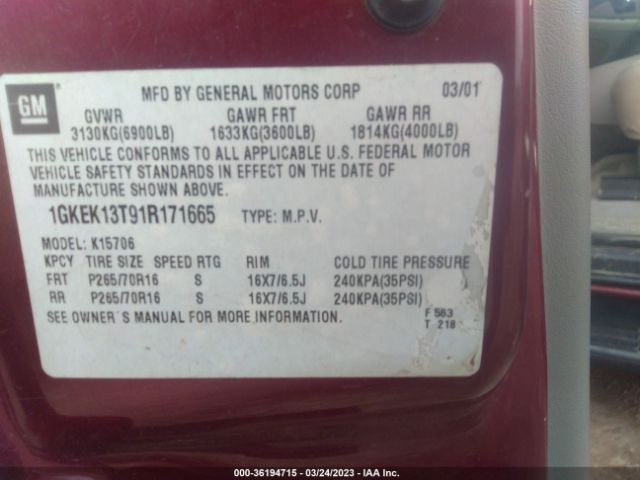 GM
MFD BY GENERAL MOTORS CORP 03/01
GVWR GAWR FRT GAWR RR
3130KG(6900LB) 1633KG(3600LB) 1814KG(4000LB)
THIS VEHICLE CONFORMS TO ALL APPLICABLE U.S. FEDERAL MOTOR
VEHICLE SAFETY STANDARDS IN EFFECT ON THE DATE OF
MANUFACTURE SHOWN ABOVE.
1GKEK13T91R171665 TYPE: M.P.V.
MODEL: K15706
KPCY TIRE SIZE SPEED RTG RIM COLD TIRE PRESSURE
FRT P265/70R16 S 16X7/6.5J 240KPA(35PSI)
RR P265/70R16 S 16X7/6.5J 240KPA(35PSI)
SEE OWNER'S MANUAL FOR MORE INFORMATION.
F 563
T 218
000-36194715 - 03/24/2023 - IAA Inc.